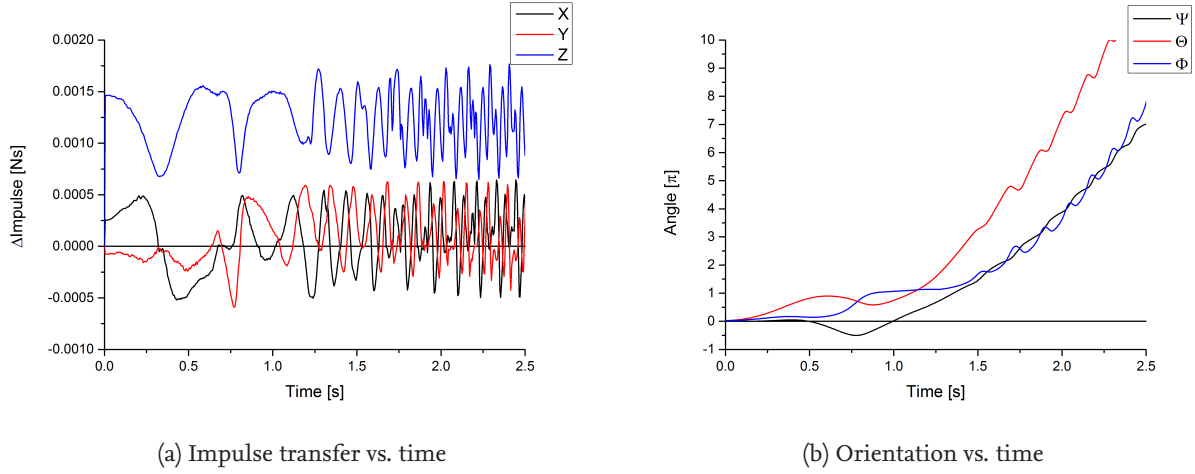 X
Y
Z
0.0020
0.0015
0.0010
0.0005
0.0000
-0.0005
-0.0010
ΔImpulse [Ns]
0.0 0.5 1.0 1.5 2.0 2.5
Time [s]
(a) Impulse transfer vs. time
Ψ
Θ
Φ
10
9
8
7
6
5
4
3
2
1
0
-1
Angle [π]
0.0 0.5 1.0 1.5 2.0 2.5
Time [s]
(b) Orientation vs. time